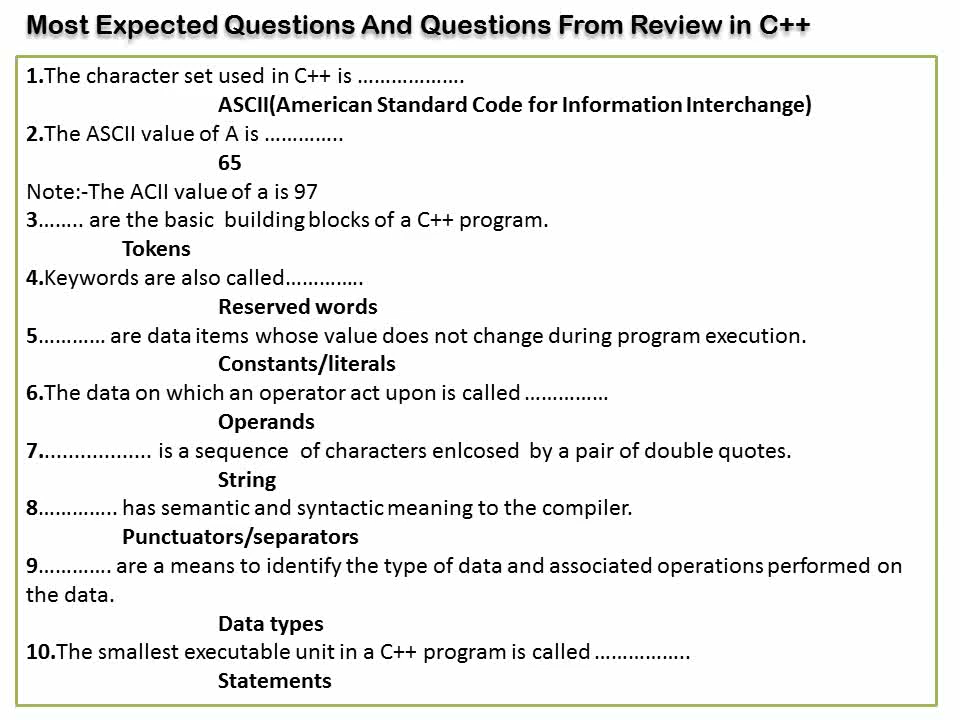 Most Expected Questions And Questions From Review in C++
1.The character set used in C++ is ……………….
ASCII(American Standard Code for Information Interchange)
2.The ASCII value of A is …………..
65
Note:-The ACII value of a is 97
3…….. are the basic building blocks of a C++ program.
Tokens
4.Keywords are also called………….
Reserved words
5………… are data items whose value does not change during program execution.
Constants/literals
6.The data on which an operator act upon is called ……………
Operands
7................... is a sequence of characters enlcosed by a pair of double quotes.
String
8………….. has semantic and syntactic meaning to the compiler.
Punctuators/separators
9…………. are a means to identify the type of data and associated operations performed on
the data.
Data types
10.The smallest executable unit in a C++ program is called ……………..
Statements